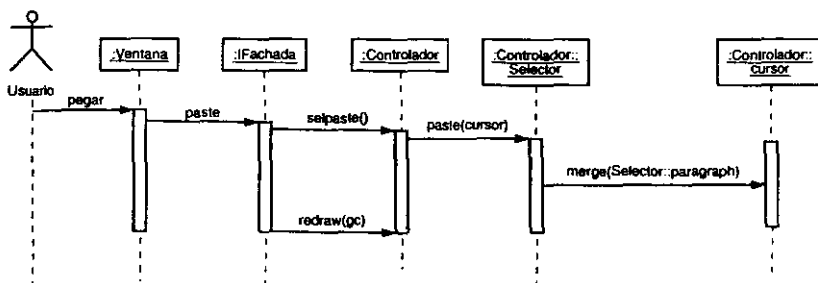 :Ventana
:IFachada
:Controlador
:Controlador::
Selector
:Controlador::
cursor
Usuario
pegar
paste
selpaste()
paste(cursor)
merge(Selector::paragraph)
redraw(gc)